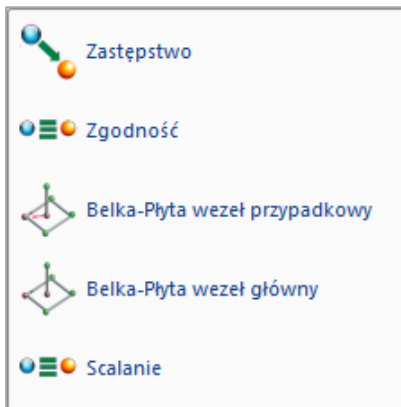 Zastępstwo
Zgodność
Belka-Płyta wezeł przypadkowy
Belka-Płyta wezeł główny
Scalanie